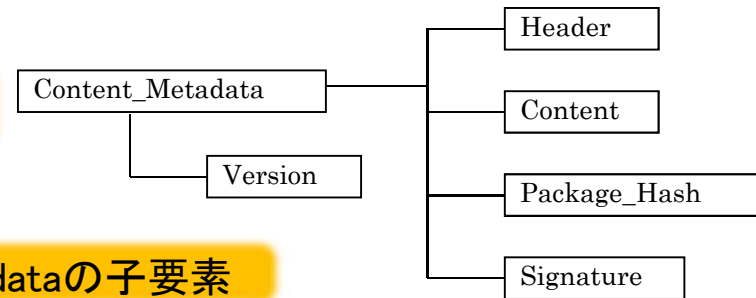 Header
Content_Metadata
Content
Version
Package_Hash
dataの子要素
Signature